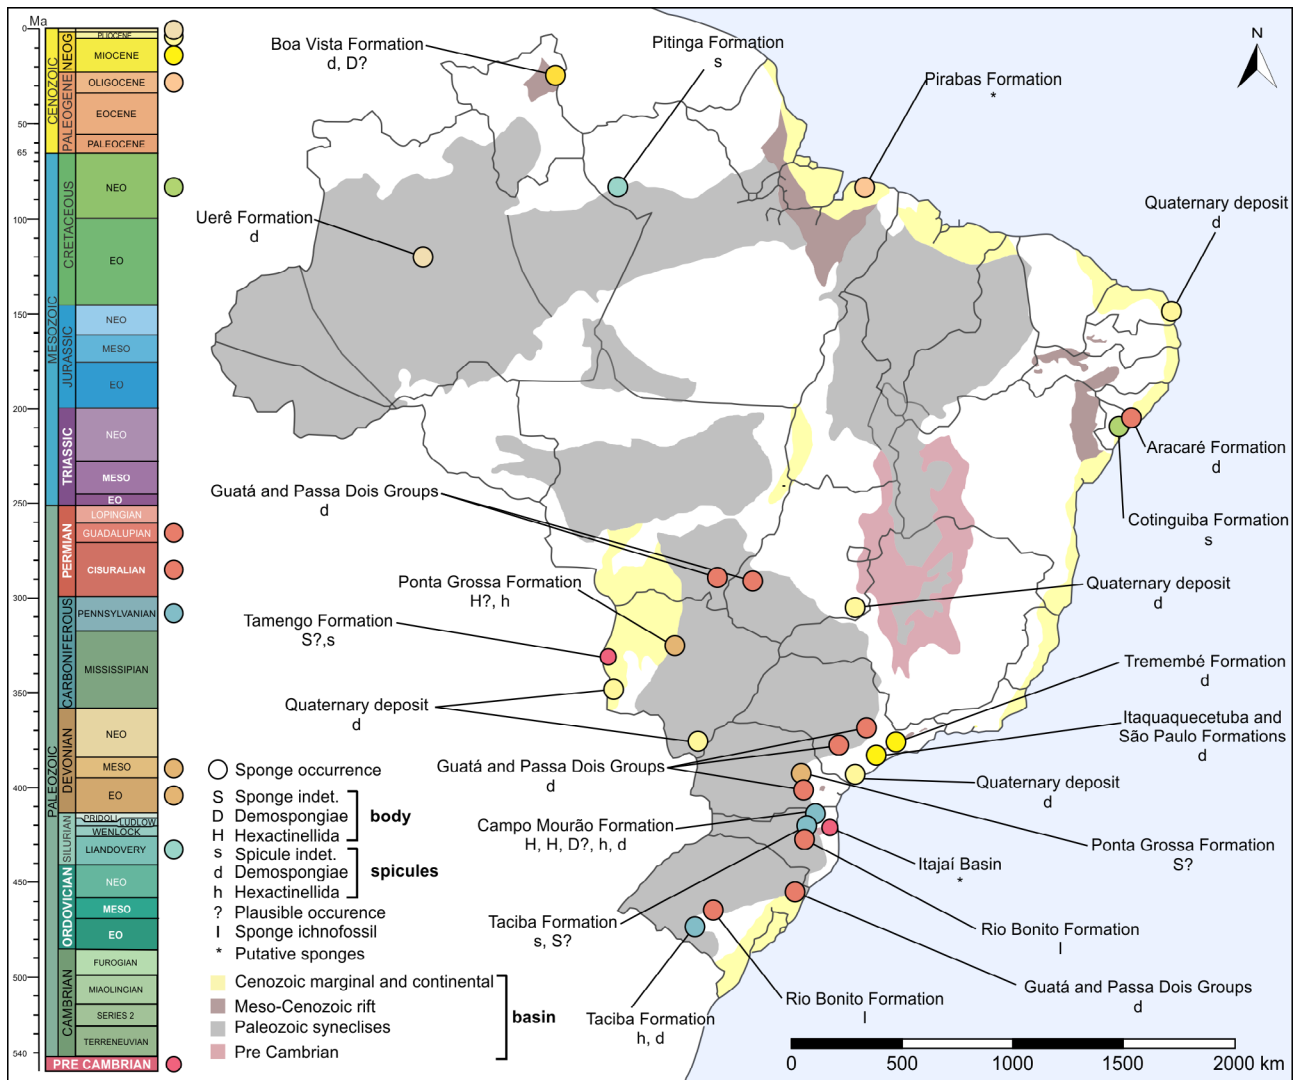 Ma
0
50
65
100
150
200
250
300
350
400
450
500
540
CENOZOIC
MESOZOIC
PALEOZOIC
NEOG
PALEOGENE
CRETACEOUS
JURASSIC
TRIASSIC
PERMIAN
CARBONIFEROUS
DEVONIAN
SILURIAN
ORDOVICIAN
CAMBRIAN
PLIOCENE
MIOCENE
OLIGOCENE
EOCENE
PALEOCENE
NEO
EO
NEO
MESO
EO
NEO
MESO
EO
LOPINGIAN
GUADALUPIAN
CISURALIAN
PENNSYLVANIAN
MISSISSIPIAN
NEO
MESO
EO
PRIDOLI
LUDLOW
WENLOCK
LIANDOVERY
NEO
MESO
EO
FUROGIAN
MIAOLINGIAN
SERIES 2
TERRENEUVIAN
PRE CAMBRIAN
Boa Vista Formation
d, D?
Pitinga Formation
s
Pirabas Formation
*
N
Uerê Formation
d
Quaternary deposit
d
Aracaré Formation
d
Cotinguiba Formation
s
Guatá and Passa Dois Groups
d
Ponta Grossa Formation
H?, h
Tamengo Formation
S?,s
Quaternary deposit
d
Quaternary deposit
d
Tremembé Formation
d
Itaquaquecetuba and
São Paulo Formations
d
Guatá and Passa Dois Groups
d
Quaternary deposit
d
Campo Mourão Formation
H, H, D?, h, d
Ponta Grossa Formation
S?
Itajaí Basin
*
Taciba Formation
s, S?
Rio Bonito Formation
I
Guatá and Passa Dois Groups
d
Rio Bonito Formation
I
Taciba Formation
h, d
Sponge occurrence
S Sponge indet.
D Demospongiae
H Hexactinellida
body
s Spicule indet.
d Demospongiae
h Hexactinellida
spicules
? Plausible occurence
I Sponge ichnofossil
* Putative sponges
Cenozoic marginal and continental
Meso-Cenozoic rift
Paleozoic syneclises
Pre Cambrian
basin
0 500 1000 1500 2000 km